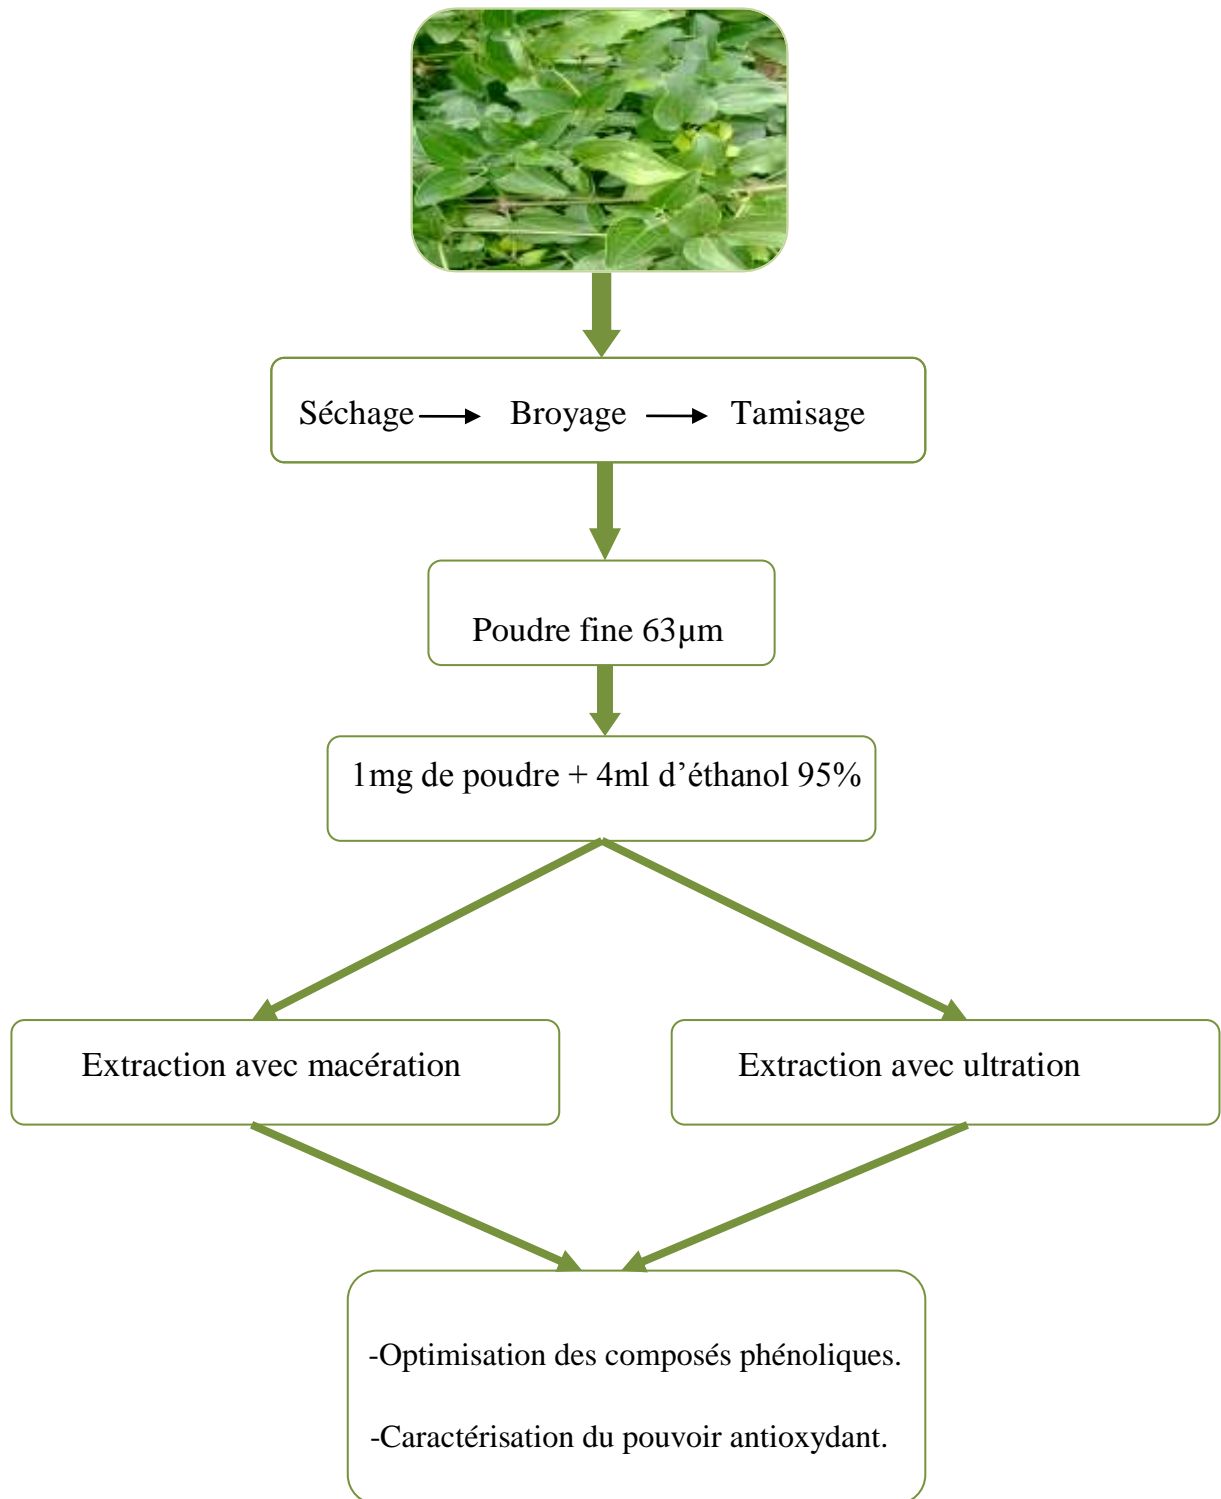 Séchage Broyage Tamisage
Poudre fine 63µm
1mg de poudre + 4ml d’éthanol 95%
Extraction avec macération
Extraction avec ultration
-Optimisation des composés phénoliques.
-Caractérisation du pouvoir antioxydant.